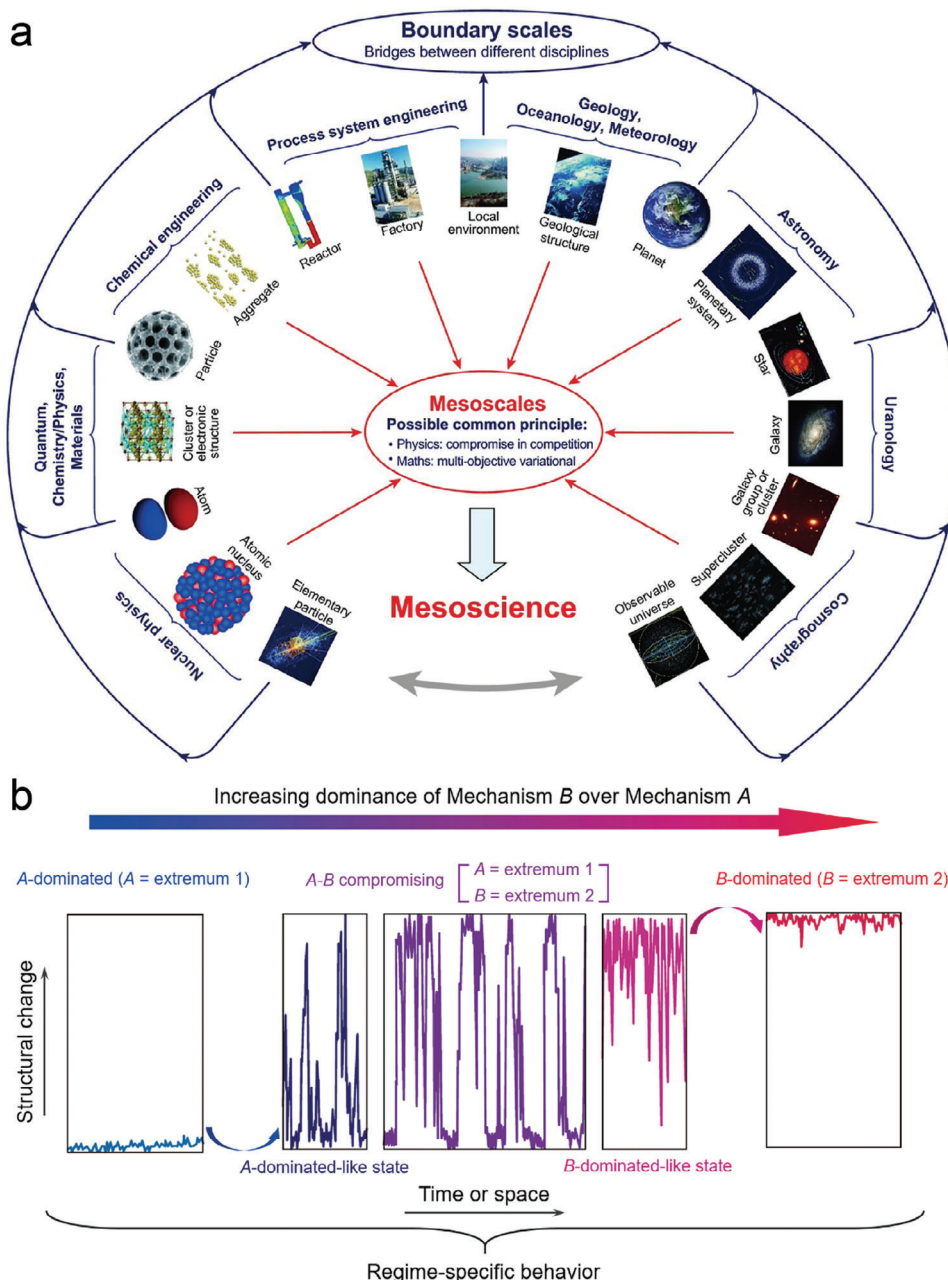 a
Boundary scales
Bridges between different disciplines
Process system engineering
Geology,
Oceanology, Meteorology
Chemical engineering
Astronomy
Reactor
Factory
Local
environment
Geological
structure
Planet
Aggregate
Planetary
system
Particle
Star
Quantum,
Chemistry/Physics,
Materials
Cluster or
electronic
structure
Mesoscales
Possible common principle:
• Physics: compromise in competition
• Maths: multi-objective variational
Galaxy
Uranology
Atom
Galaxy
group or
cluster
Atomic
nucleus
Supercluster
Nuclear physics
Elementary
particle
Mesoscience
Observable
universe
Cosmography
b
Increasing dominance of Mechanism B over Mechanism A
A-dominated (A = extremum 1)
A-B compromising
A = extremum 1
B = extremum 2
B-dominated (B = extremum 2)
Structural change
A-dominated-like state
B-dominated-like state
Time or space
Regime-specific behavior